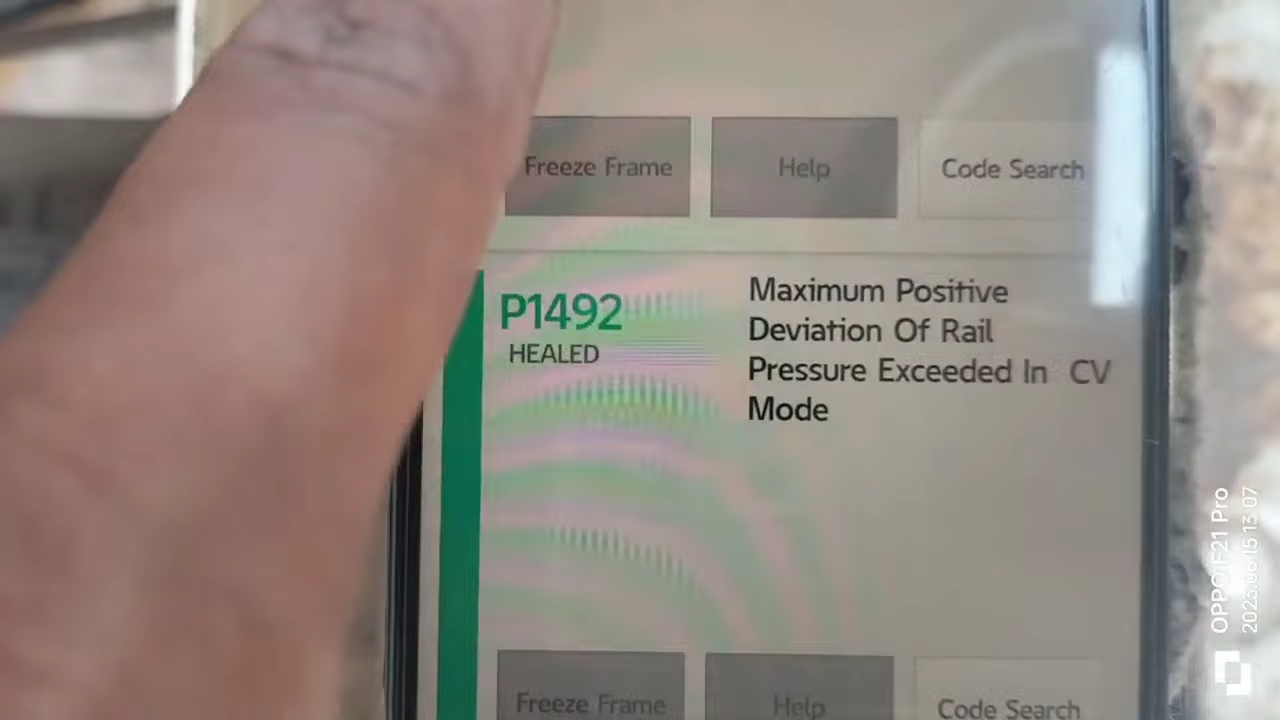 Freeze Frame Help Code Search
P1492
HEALED
Maximum Positive
Deviation Of Rail
Pressure Exceeded In CV
Mode
Freeze Frame Help Code Search
OPPO F21 Pro